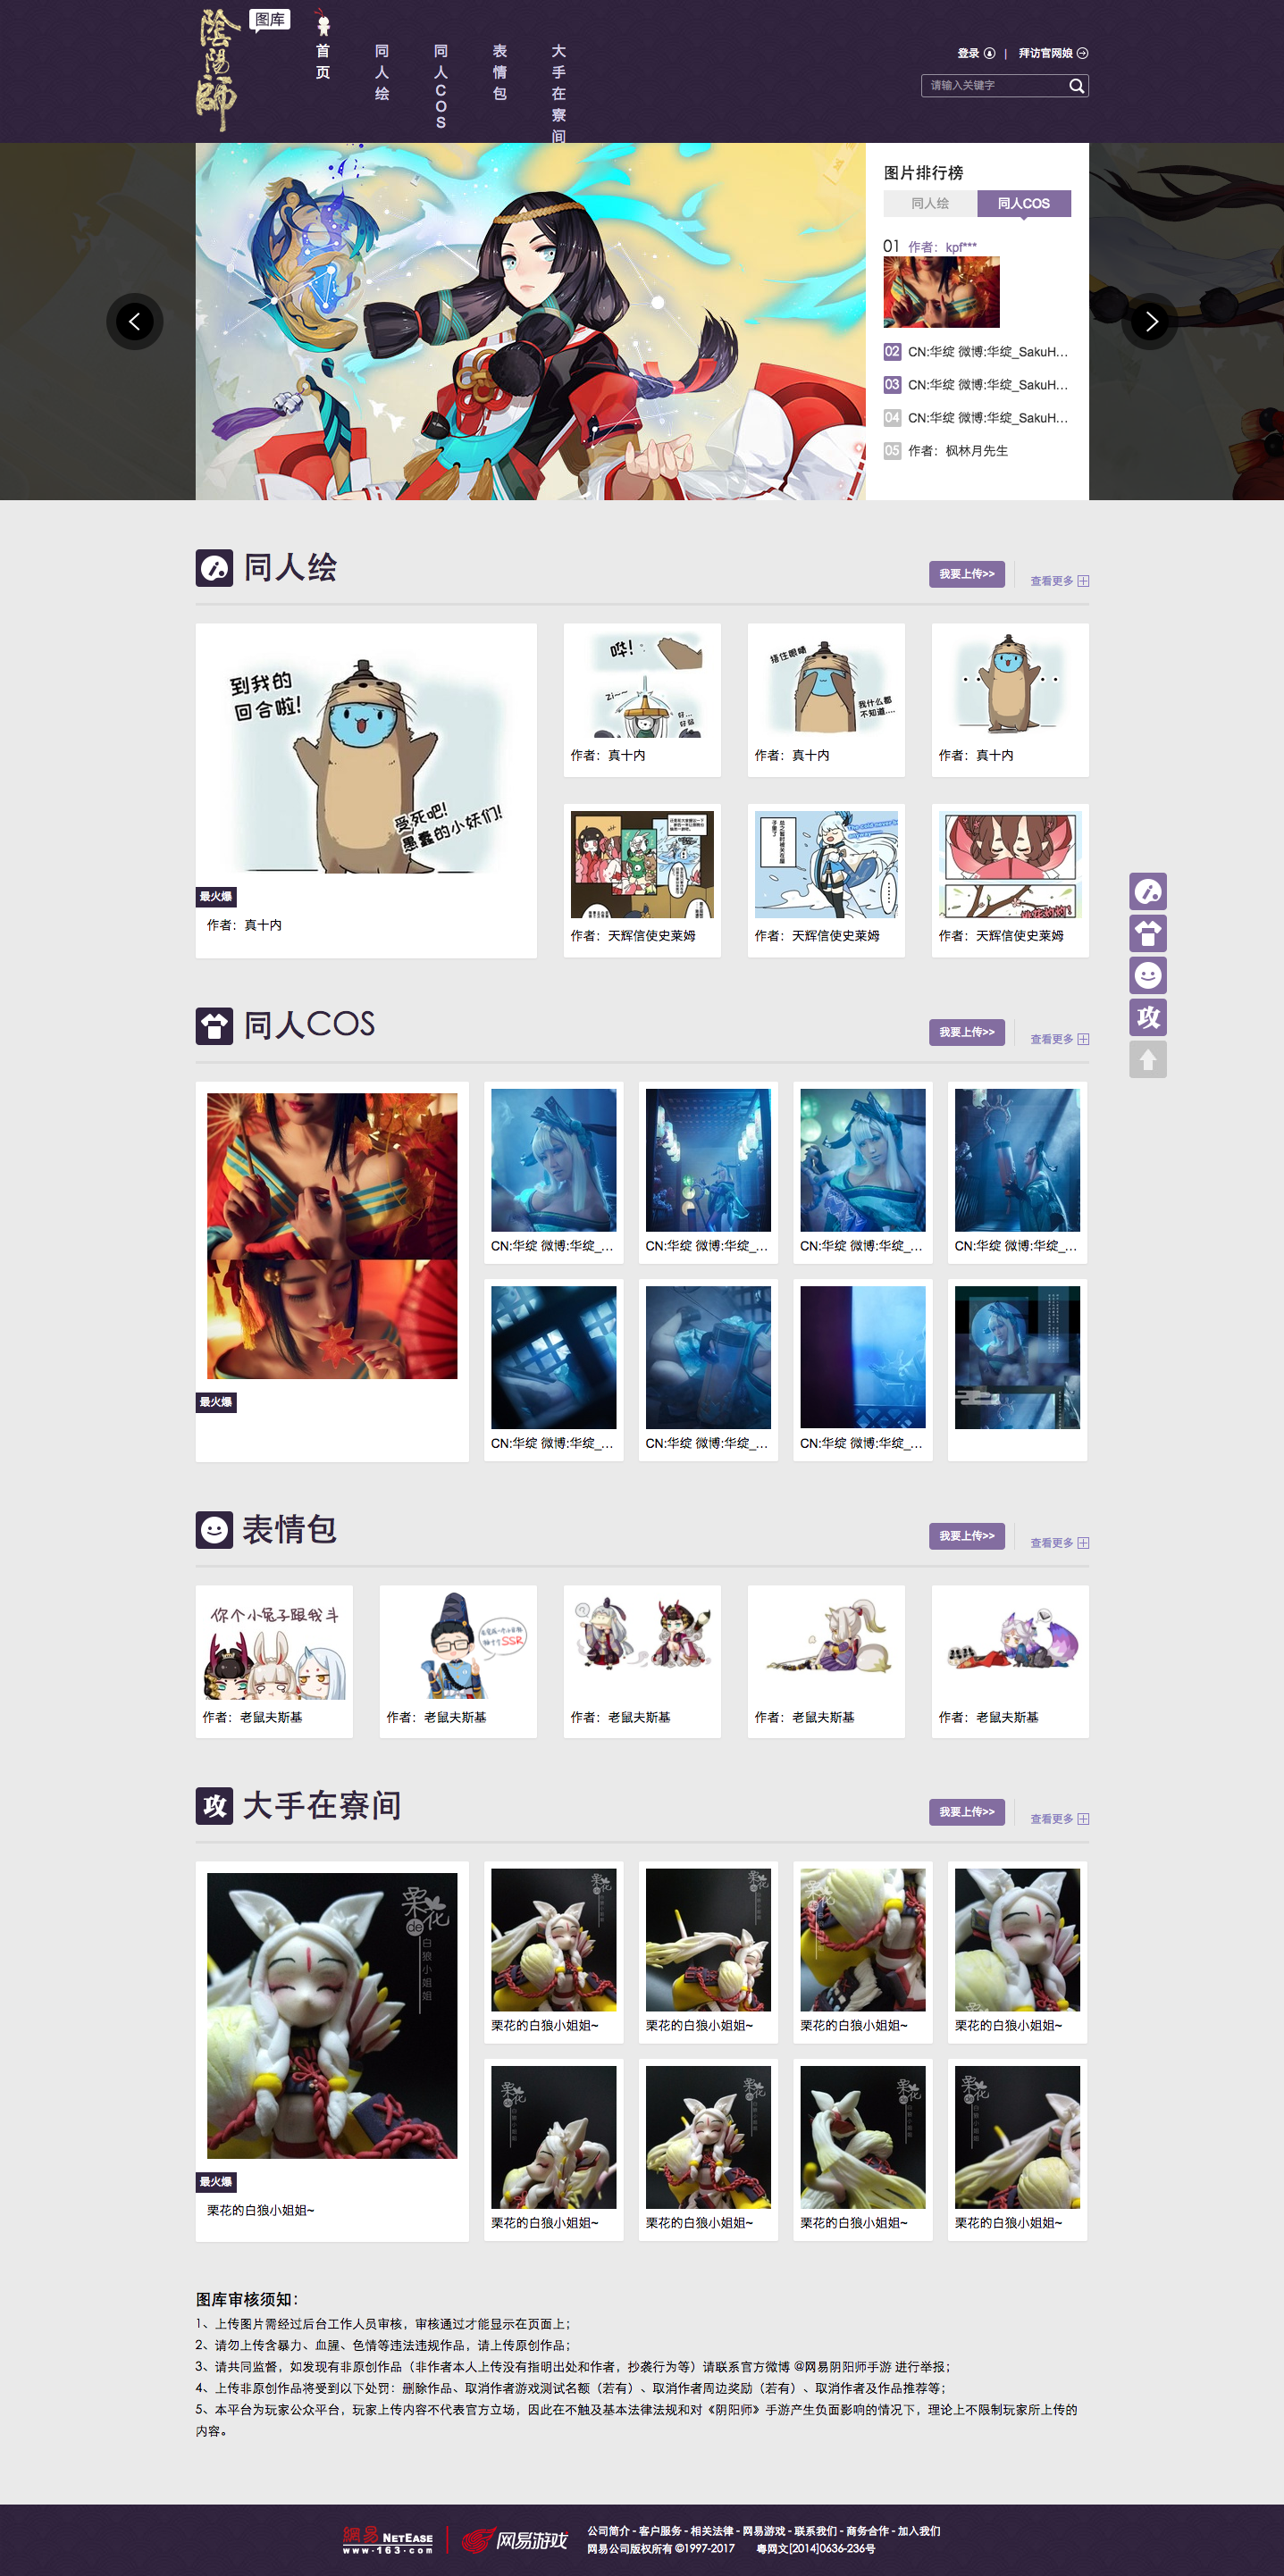 陰陽師
图库
首页
同人绘
同人COS
表情包
大手在寮间
登录 | 拜访官网娘
请输入关键字
图片排行榜
同人绘 同人COS
01 作者：kpf***
02 CN:华绽 微博:华绽_SakuH...
03 CN:华绽 微博:华绽_SakuH...
04 CN:华绽 微博:华绽_SakuH...
05 作者：枫林月先生
同人绘
我要上传>> 查看更多
到我的
回合啦!
受死吧!
愚蠢的小妖们!
最火爆
作者：真十内
哗!
Zi~~
好...
好弱
作者：真十内
捂住眼睛
我什么都
不知道....
作者：真十内
作者：真十内
作者：天辉信使史莱姆
作者：天辉信使史莱姆
作者：天辉信使史莱姆
同人COS
我要上传>> 查看更多
最火爆
CN:华绽 微博:华绽_...
CN:华绽 微博:华绽_...
CN:华绽 微博:华绽_...
CN:华绽 微博:华绽_...
CN:华绽 微博:华绽_...
CN:华绽 微博:华绽_...
CN:华绽 微博:华绽_...
表情包
我要上传>> 查看更多
你个小兔子跟我斗
作者：老鼠夫斯基
SSR
作者：老鼠夫斯基
作者：老鼠夫斯基
作者：老鼠夫斯基
作者：老鼠夫斯基
攻 大手在寮间
我要上传>> 查看更多
栗花
de
白狼小姐姐
最火爆
栗花的白狼小姐姐~
栗花的白狼小姐姐~
栗花的白狼小姐姐~
栗花的白狼小姐姐~
栗花的白狼小姐姐~
栗花的白狼小姐姐~
栗花的白狼小姐姐~
栗花的白狼小姐姐~
栗花的白狼小姐姐~
攻
图库审核须知：
1、上传图片需经过后台工作人员审核，审核通过才能显示在页面上；
2、请勿上传含暴力、血腥、色情等违法违规作品，请上传原创作品；
3、请共同监督，如发现有非原创作品（非作者本人上传没有指明出处和作者，抄袭行为等）请联系官方微博 @网易阴阳师手游 进行举报；
4、上传非原创作品将受到以下处罚：删除作品、取消作者游戏测试名额（若有）、取消作者周边奖励（若有）、取消作者及作品推荐等；
5、本平台为玩家公众平台，玩家上传内容不代表官方立场，因此在不触及基本法律法规和对《阴阳师》手游产生负面影响的情况下，理论上不限制玩家所上传的
内容。
網易 NETEASE
www.163.com
网易游戏
公司简介 - 客户服务 - 相关法律 - 网易游戏 - 联系我们 - 商务合作 - 加入我们
网易公司版权所有 ©1997-2017 粤网文[2014]0636-236号